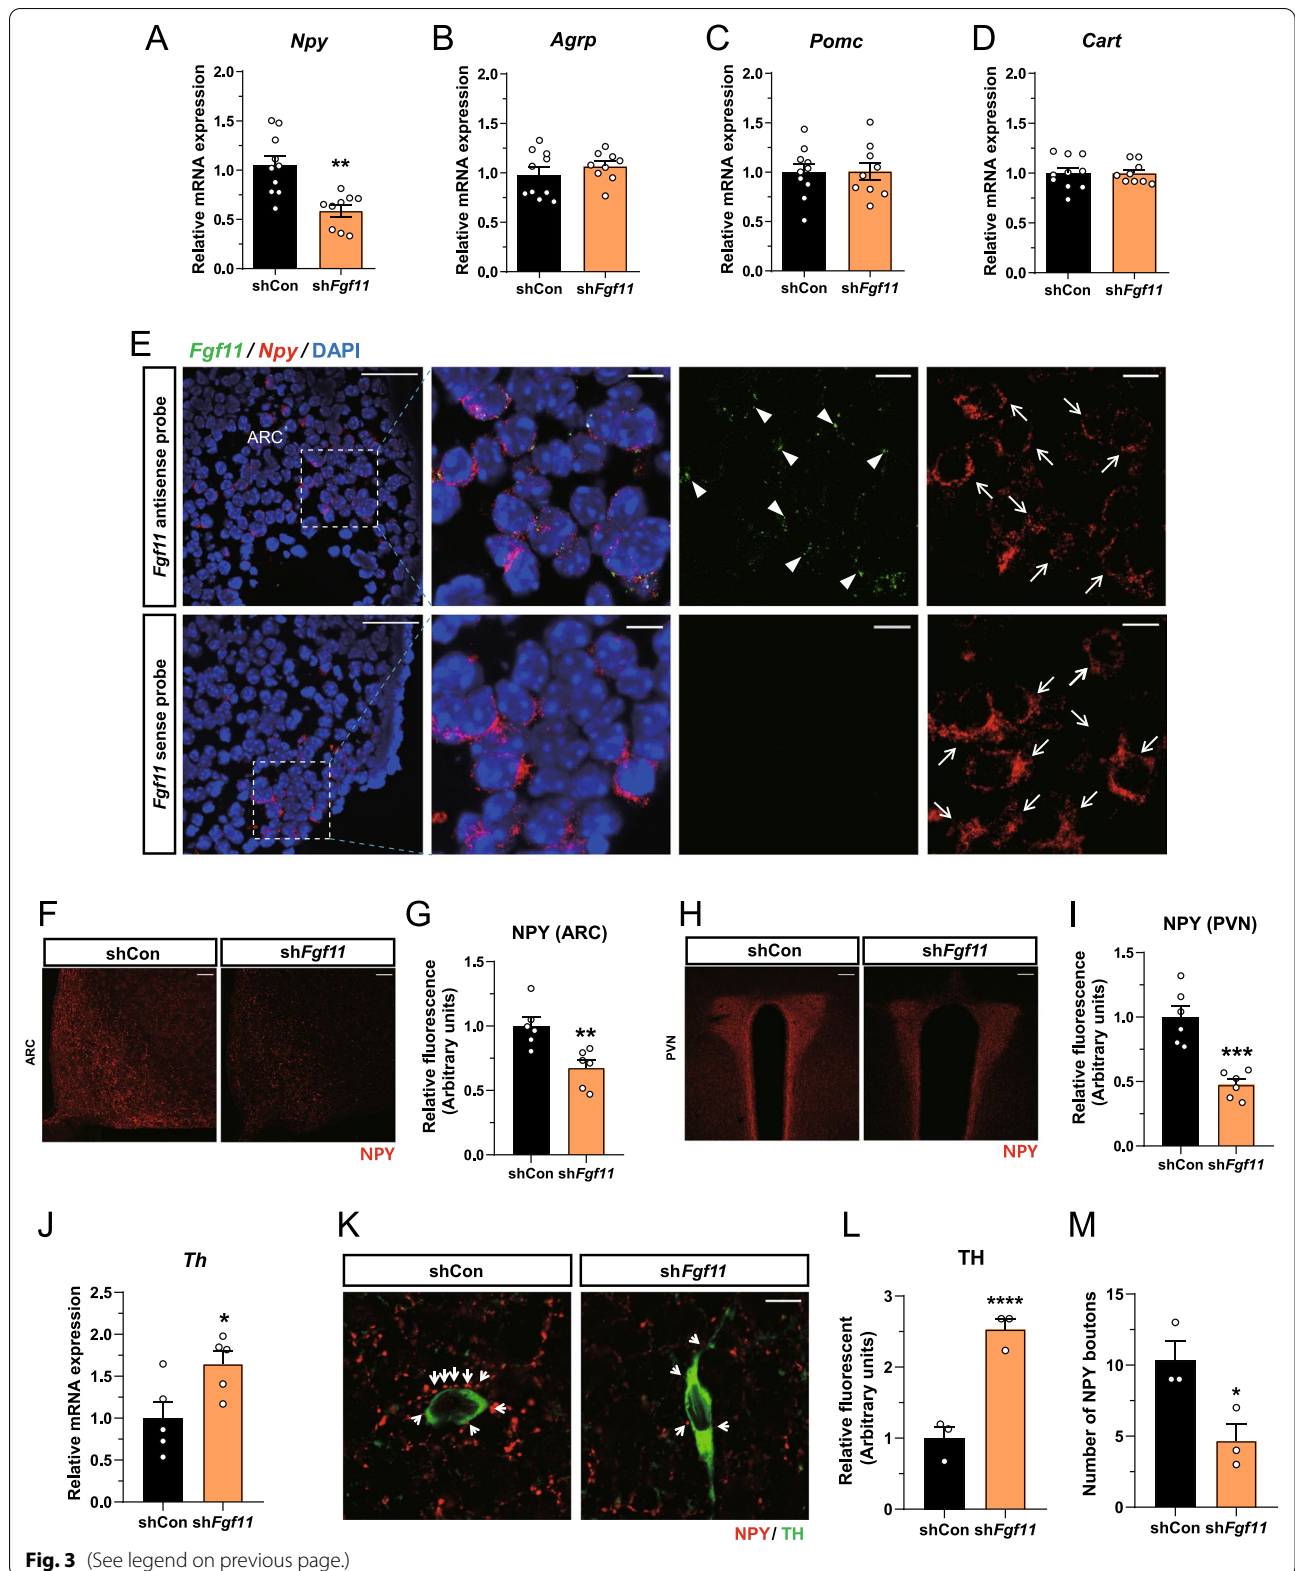 A
Npy
Relative mRNA expression
2.0
1.5
1.0
0.5
0.0
**
shCon
shFgf11
B
Agrp
Relative mRNA expression
2.0
1.5
1.0
0.5
0.0
shCon
shFgf11
C
Pomc
Relative mRNA expression
2.0
1.5
1.0
0.5
0.0
shCon
shFgf11
D
Cart
Relative mRNA expression
2.0
1.5
1.0
0.5
0.0
shCon
shFgf11
E
Fgf11 / Npy / DAPI
Fgf11 antisense probe
ARC
Fgf11 sense probe
F
shCon
shFgf11
ARC
NPY
G
NPY (ARC)
Relative fluorescence
(Arbitrary units)
1.5
1.0
0.5
0.0
**
shCon
shFgf11
H
shCon
shFgf11
PVN
NPY
I
NPY (PVN)
Relative fluorescence
(Arbitrary units)
1.5
1.0
0.5
0.0
***
shCon shFgf11
J
Th
Relative mRNA expression
2.5
2.0
1.5
1.0
0.5
0.0
*
shCon shFgf11
K
shCon
shFgf11
NPY/ TH
L
TH
Relative fluorescent
(Arbitrary units)
3
2
1
0
****
shCon shFgf11
M
Number of NPY botons
15
10
5
0
*
shCon shFgf11
Fig. 3 (See legend on previous page.)